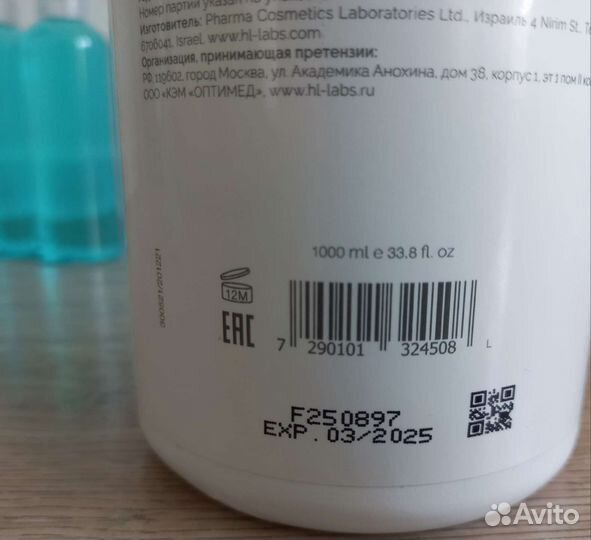 Номер партии указан на
Изготовитель: Pharma Cosmetics Laboratories Ltd., Израиль 4 Nirim St.
6706041, Israel, www.hl-labs.com
Организация, принимающая претензии:
РФ, 119602, город Москва, ул. Академика Анохина, дом 38, корпус 1, эт 1 пом II
ООО «КЭМ «ОПТИМЕД», www.hl-labs.ru
1000 ml e 33.8 fl. oz
300821/201221
12M
EAC
7 290101 324508 L
F250897
EXP. 03/2025
Avito